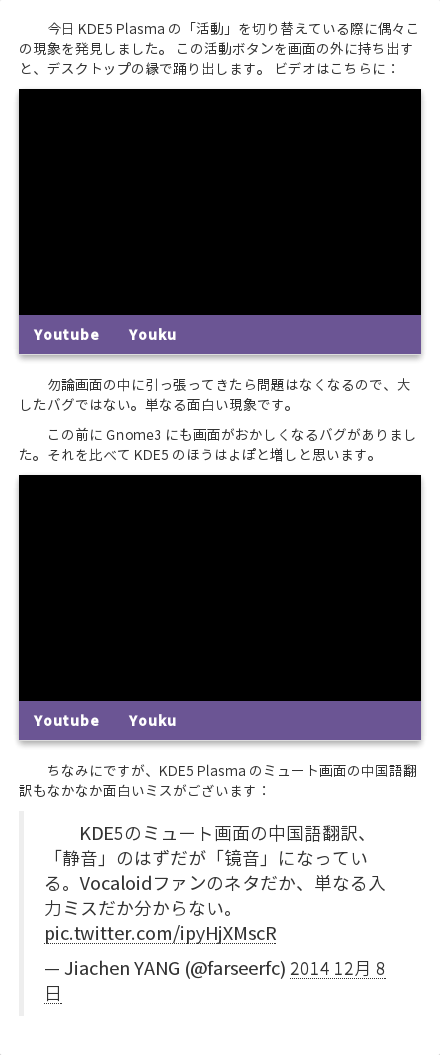 今日 KDE5 Plasma の「活動」を切り替えている際に偶々こ
の現象を発見しました。 この活動ボタンを画面の外に持ち出す
と、デスクトップの縁で踊り出します。 ビデオはこちらに：
Youtube Youku
勿論画面の中に引っ張ってきたら問題はなくなるので、大
したバグではない。単なる面白い現象です。
この前に Gnome3 にも画面がおかしくなるバグがありまし
た。それを比べて KDE5 のほうはよぽと増しと思います。
Youtube Youku
ちなみにですが、KDE5 Plasma のミュート画面の中国語翻
訳もなかなか面白いミスがございます：
KDE5のミュート画面の中国語翻訳、
「静音」のはずだが「镜音」になってい
る。Vocaloidファンのネタだか、単なる入
力ミスだか分からない。
pic.twitter.com/ipyHjXMscR
— Jiachen YANG (@farseerfc) 2014 12月 8
日